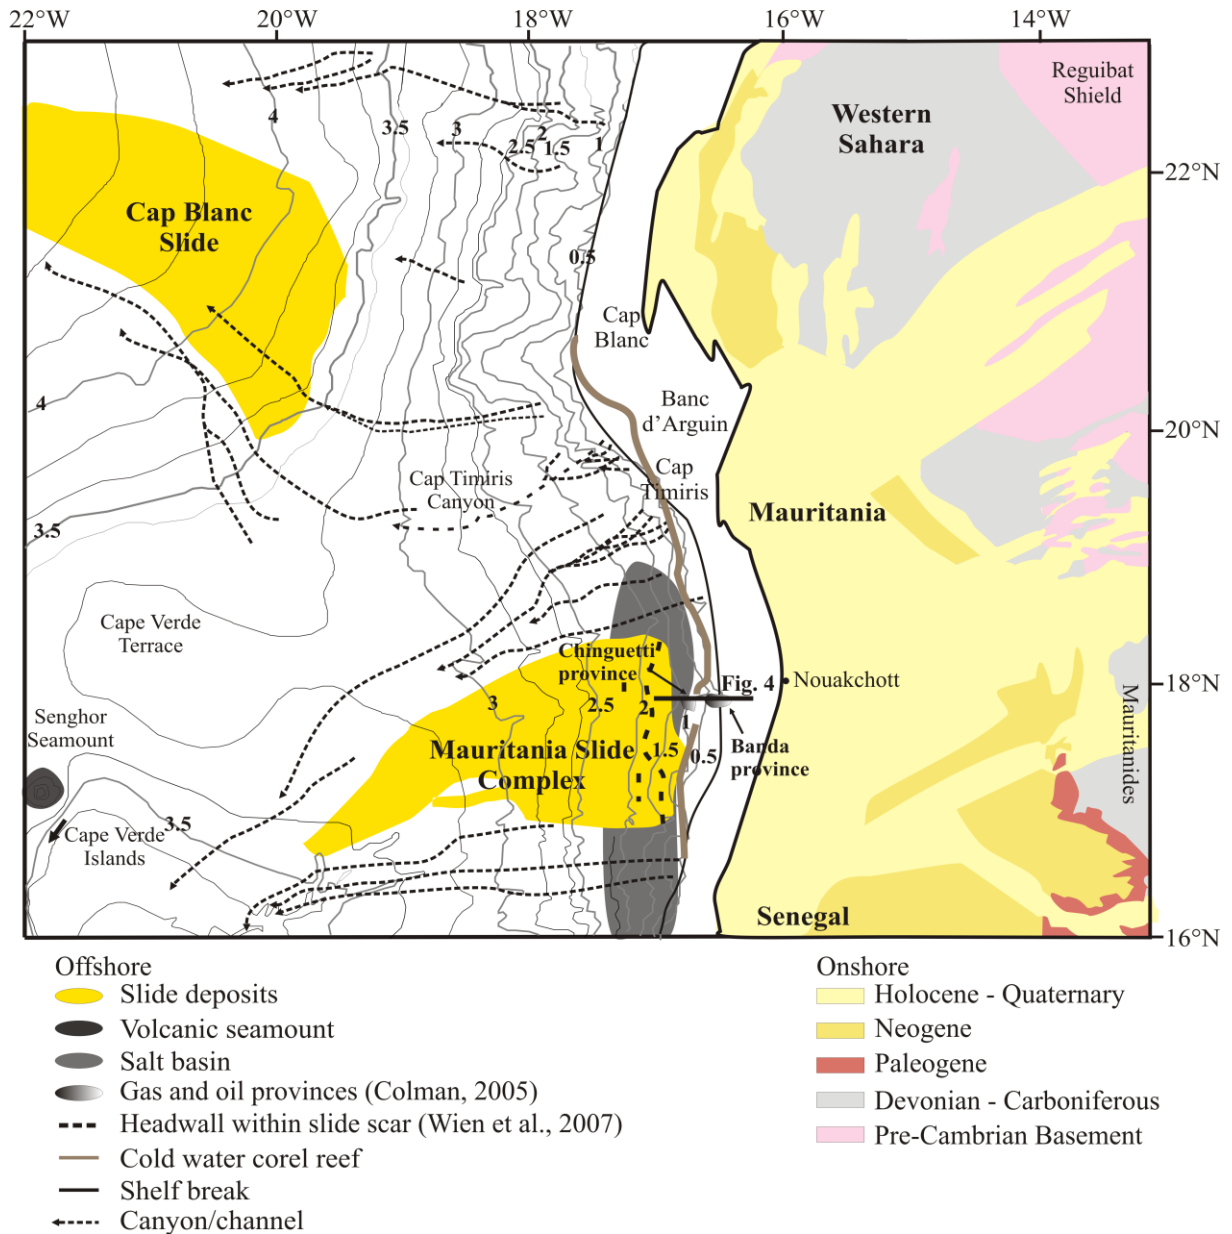 22°W 20°W 18°W 16°W 14°W
Reguibat
Shield
Western
Sahara
4
3.5
3
2
2.5
1.5
1
22°N
Cap Blanc
Slide
0.5
Cap
Blanc
Banc
d'Arguin
4
20°N
Cap
Timiris
Cap Timiris
Canyon
Mauritania
3.5
Cape Verde
Terrace
Chinguetti
province
Fig. 4
Nouakchott
18°N
3
2.5
2
1
Mauritanides
Senghor
Seamount
Mauritania Slide
Complex
1.5
0.5
Banda
province
3.5
Cape Verde
Islands
Senegal
16°N
Offshore
Slide deposits
Volcanic seamount
Salt basin
Gas and oil provinces (Colman, 2005)
Headwall within slide scar (Wien et al., 2007)
Cold water corel reef
Shelf break
Canyon/channel
Onshore
Holocene - Quaternary
Neogene
Paleogene
Devonian - Carboniferous
Pre-Cambrian Basement